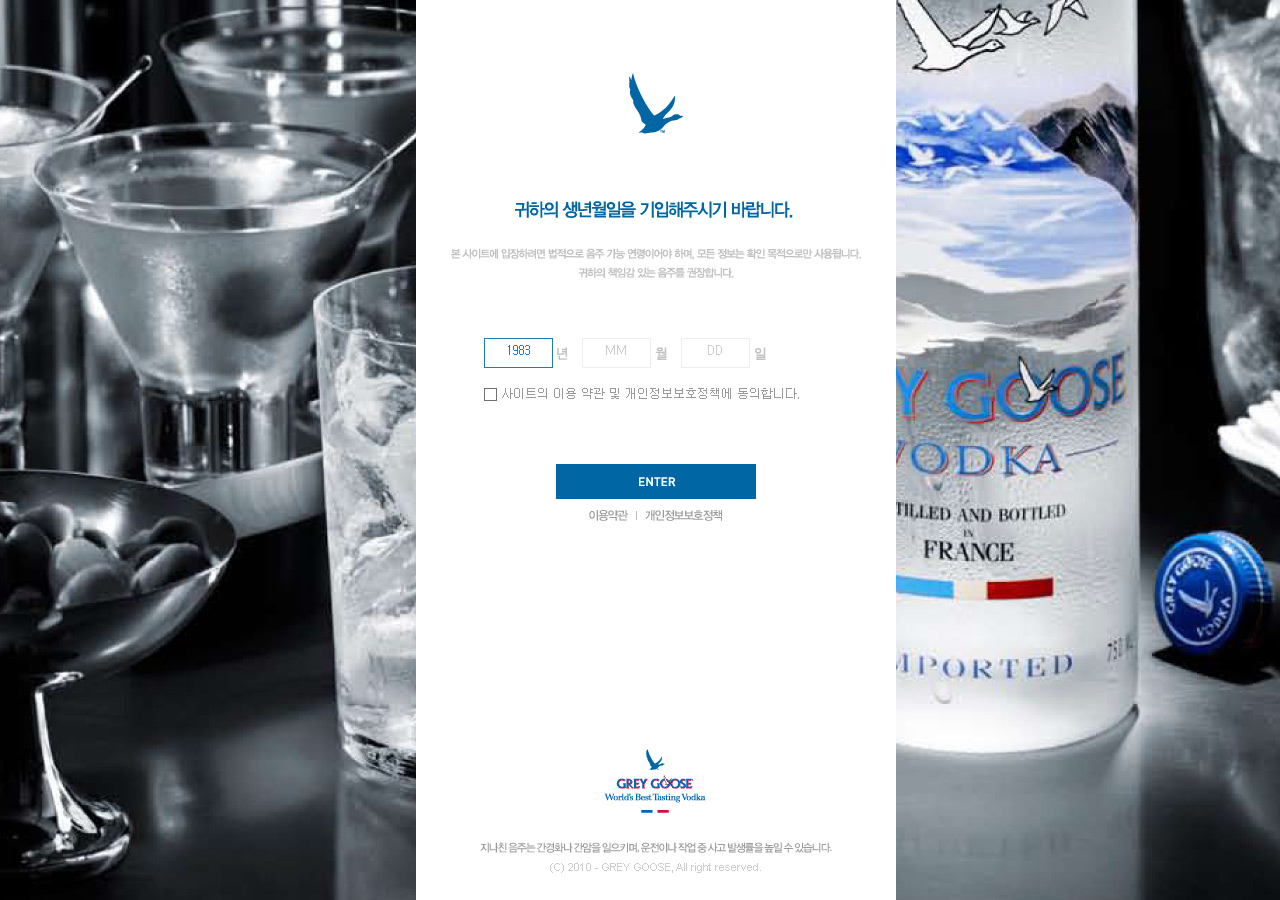 귀하의 생년월일을 기입해주시기 바랍니다.
본 사이트에 입장하려면 법적으로 음주 가능 연령이어야 하며, 모든 정보는 확인 목적으로만 사용됩니다.
귀하의 책임감 있는 음주를 권장합니다.
1983 년 MM 월 DD 일
사이트의 이용 약관 및 개인정보보호정책에 동의합니다.
ENTER
이용약관 | 개인정보보호정책
GREY GOOSE
World's Best Tasting Vodka
지나친 음주는 간경화나 간암을 일으키며, 운전이나 작업 중 사고 발생률을 높일 수 있습니다.
(C) 2010 - GREY GOOSE, All right reserved.
Y GOOSE
VODKA
TILLED AND BOTTLED
IN
FRANCE
MPORTED
750 ML
GREY GOOSE
VODKA